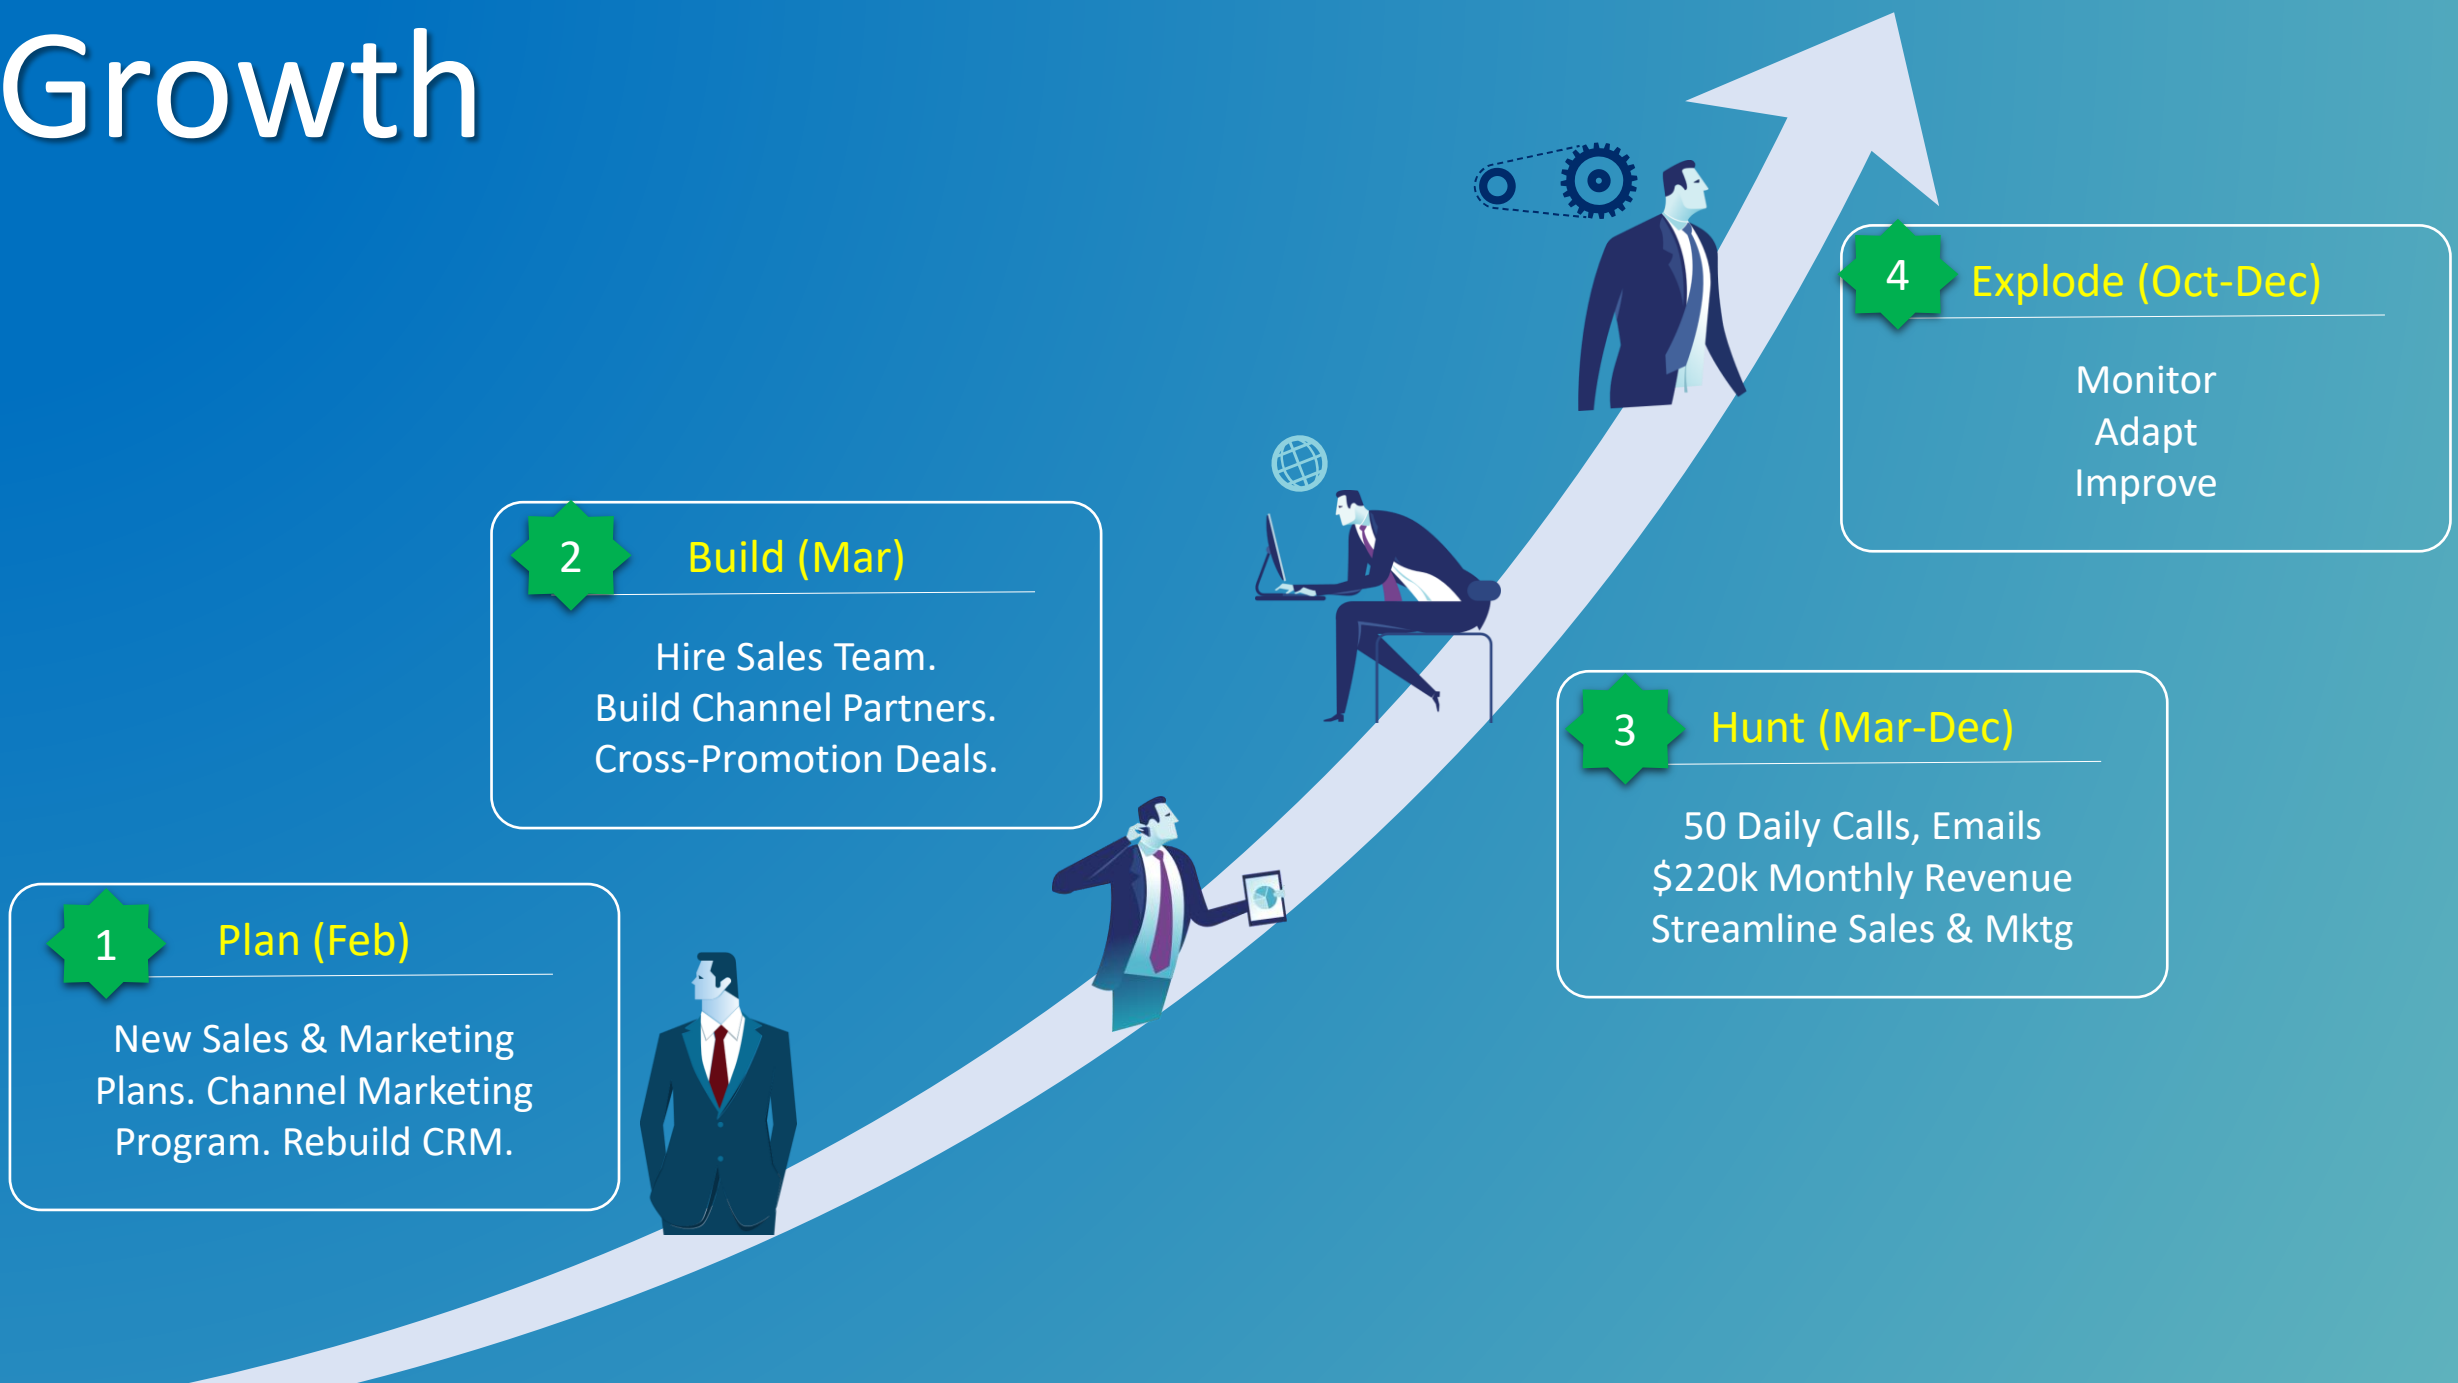 Growth
1
Plan (Feb)
New Sales & Marketing
Plans. Channel Marketing
Program. Rebuild CRM.
2
Build (Mar)
Hire Sales Team.
Build Channel Partners.
Cross-Promotion Deals.
3
Hunt (Mar-Dec)
50 Daily Calls, Emails
$220k Monthly Revenue
Streamline Sales & Mktg
4
Explode (Oct-Dec)
Monitor
Adapt
Improve